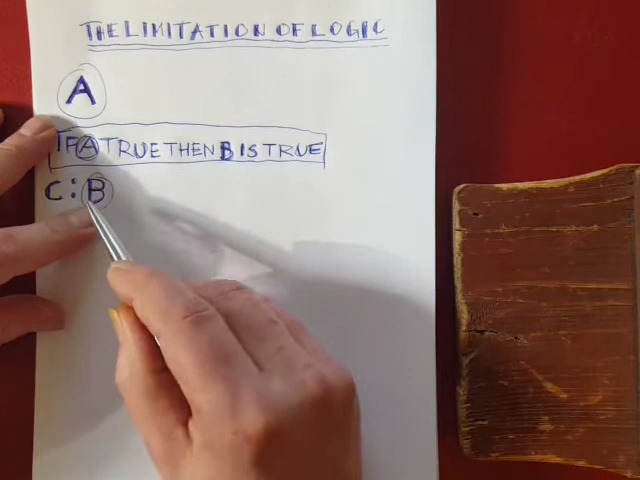 THE LIMITATION OF LOGIC
A
IF A TRUE THEN B IS TRUE
C: B